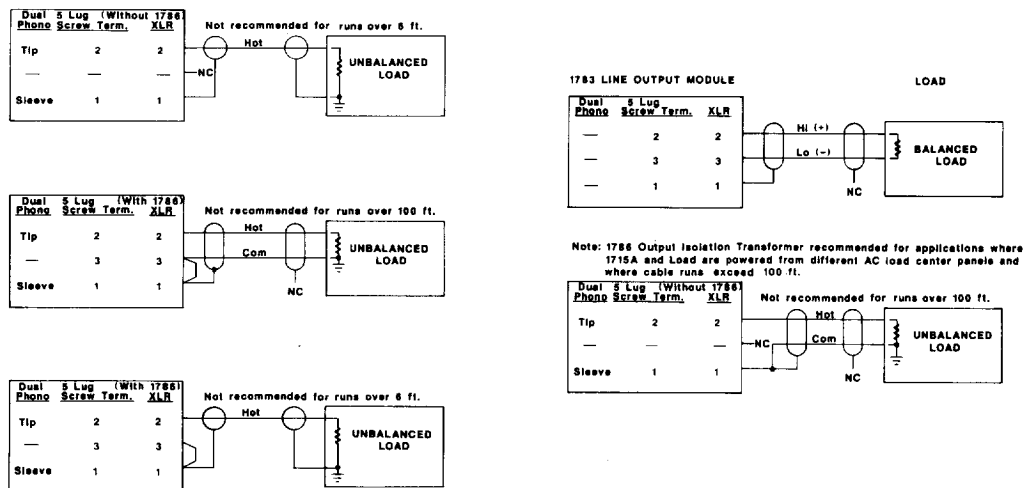 Dual 5 Lug (Without 1786)
Phono Screw Term. XLR
Not recommended for runs over 6 ft.
Tip 2 2
Hot
— — —
NC
Sleeve 1 1
UNBALANCED
LOAD
Dual 5 Lug (With 1786)
Phono Screw Term. XLR
Not recommended for runs over 100 ft.
Tip 2 2
Hot
— 3 3
Com
Sleeve 1 1
NC
UNBALANCED
LOAD
Dual 5 Lug (With 1786)
Phono Screw Term. XLR
Not recommended for runs over 6 ft.
Tip 2 2
Hot
— 3 3
Sleeve 1 1
UNBALANCED
LOAD
1783 LINE OUTPUT MODULE
LOAD
Dual 5 Lug
Phono Screw Term. XLR
— 2 2
Hi (+)
— 3 3
Lo (-)
— 1 1
NC
BALANCED
LOAD
Note: 1786 Output Isolation Transformer recommended for applications where
1715A and Load are powered from different AC load center panels and
where cable runs exceed 100 ft.
Dual 5 Lug (Without 1786)
Phono Screw Term. XLR
Not recommended for runs over 100 ft.
Tip 2 2
Hot
— — —
NC
Com
Sleeve 1 1
NC
UNBALANCED
LOAD